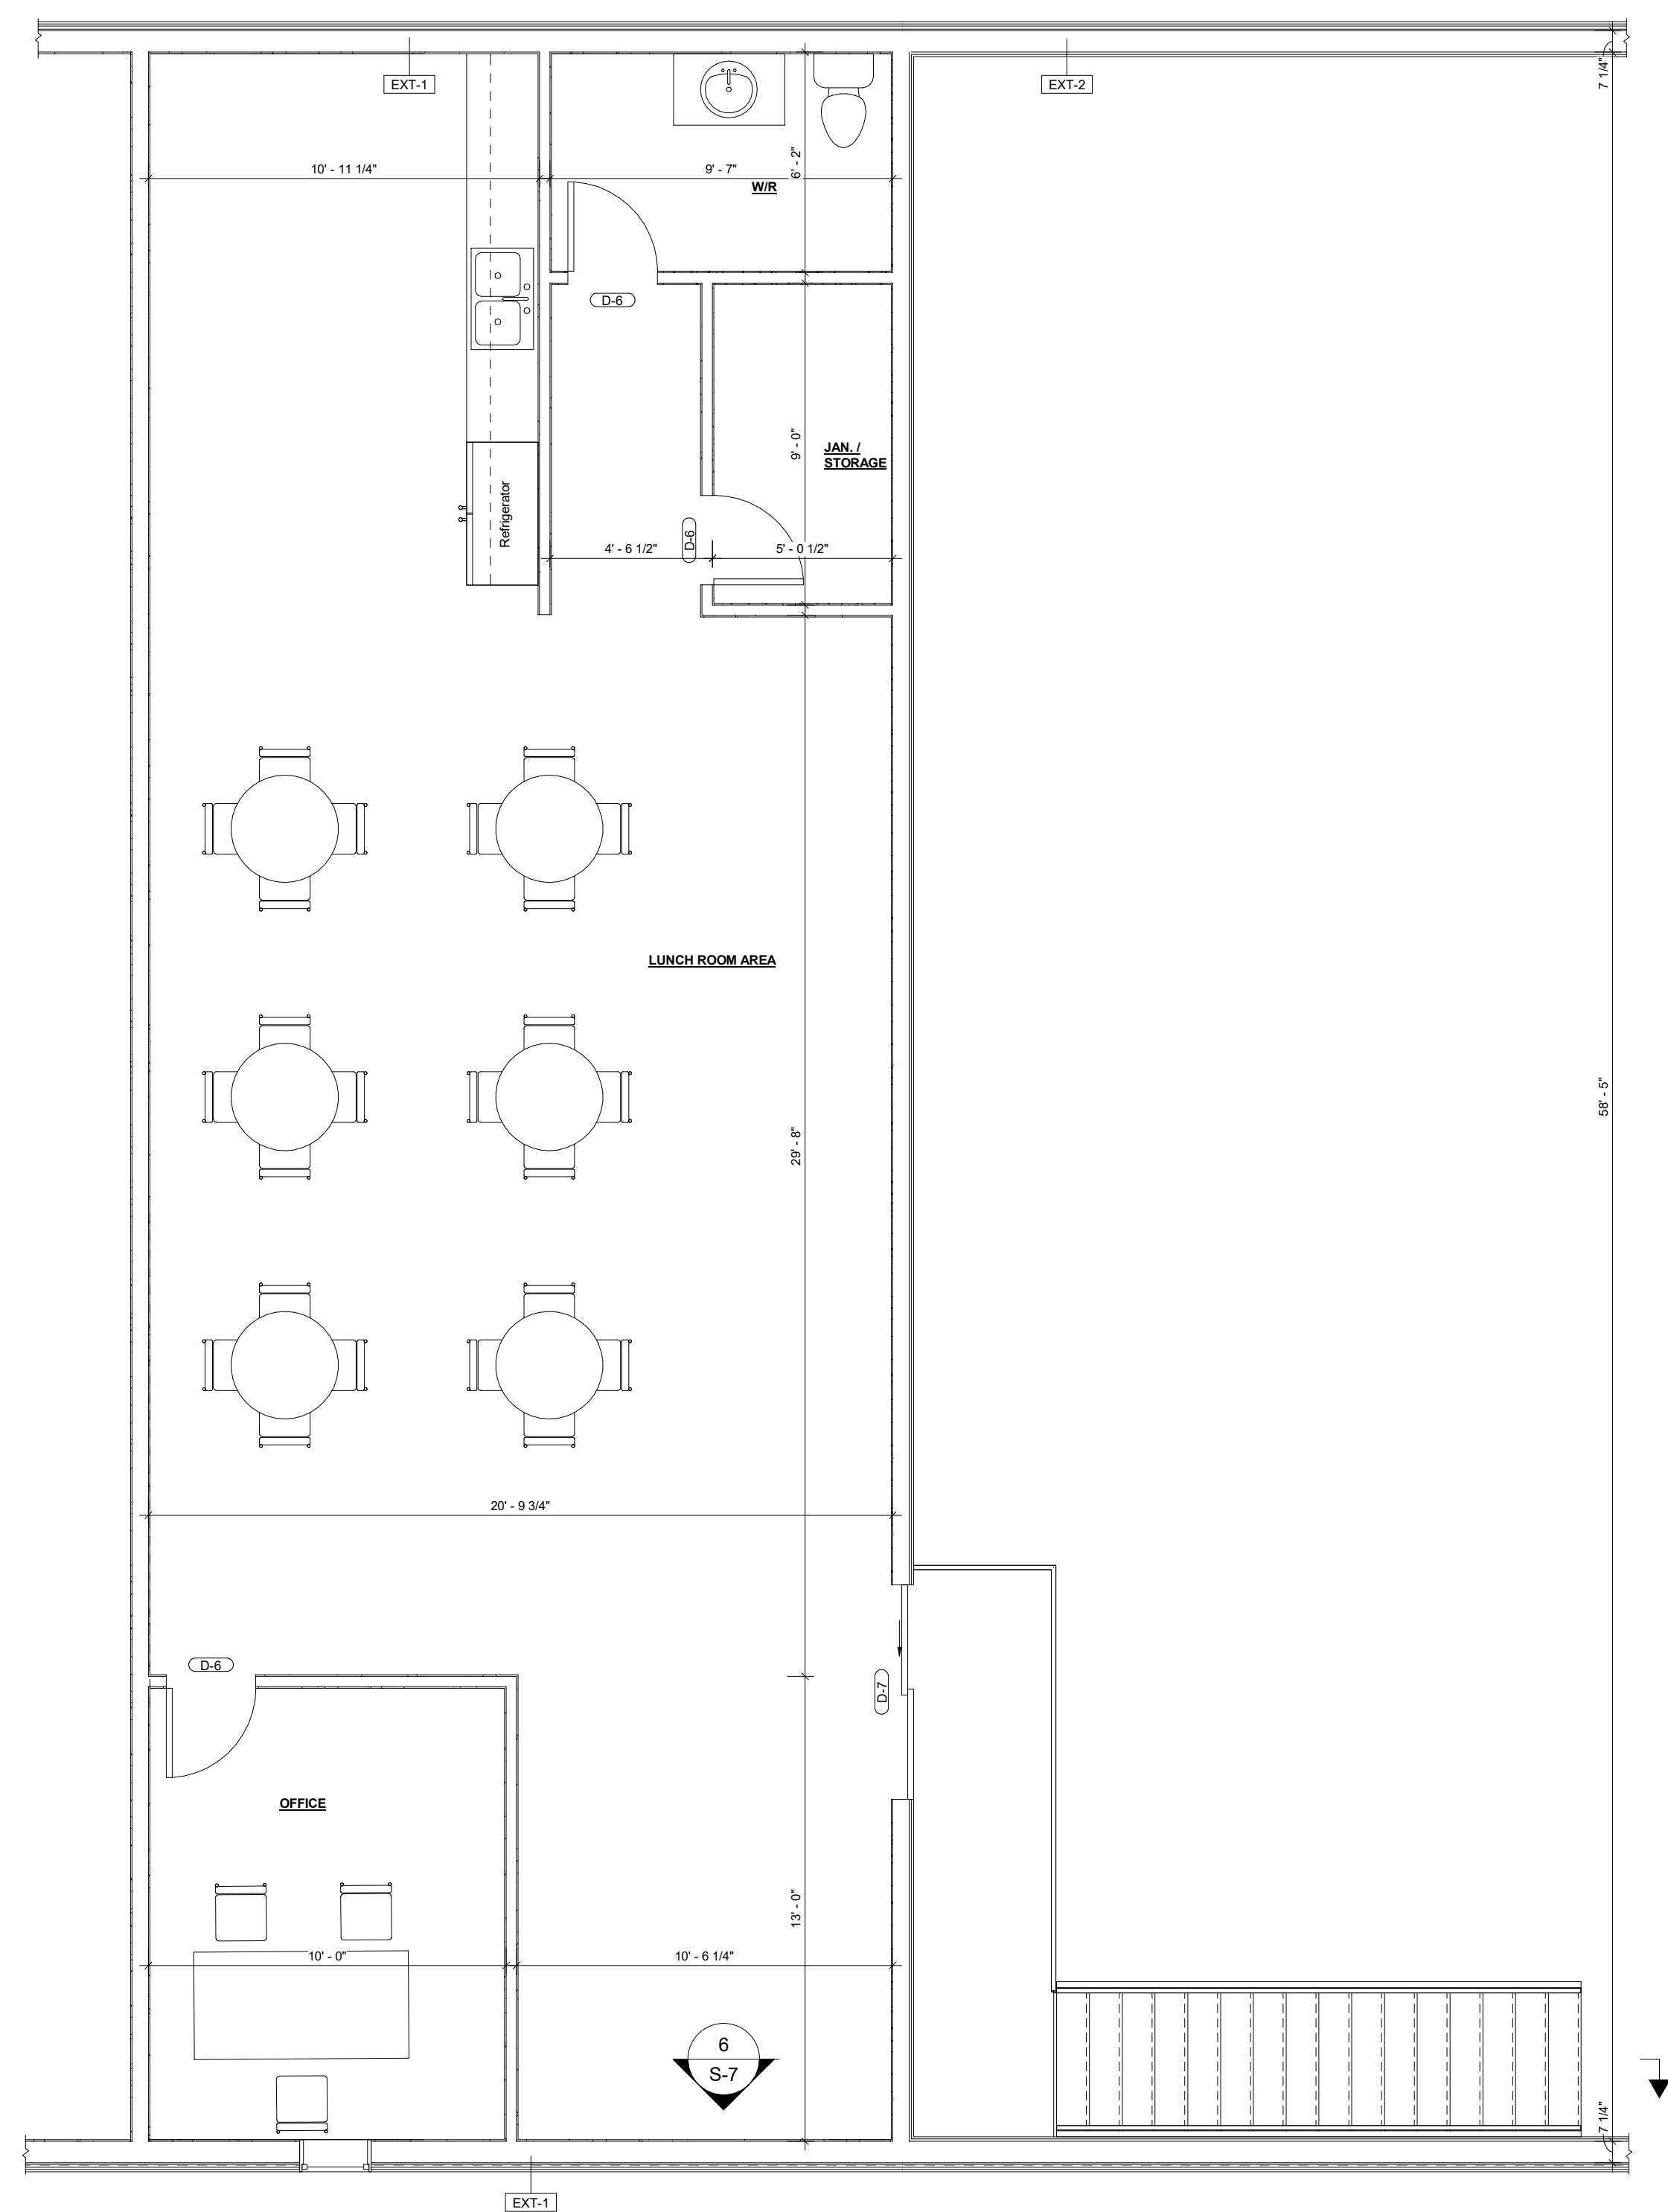 EXT-1
EXT-2
7 1/4"
10' - 11 1/4"
9' - 7"
6' - 2"
W/R
D-6
JAN. /
STORAGE
9' - 0"
Refrigerator
4' - 6 1/2"
D-6
5' - 0 1/2"
LUNCH ROOM AREA
58' - 5"
29' - 8"
20' - 9 3/4"
D-6
D-7
OFFICE
13' - 0"
10' - 0"
10' - 6 1/4"
6
S-7
7 1/4"
EXT-1